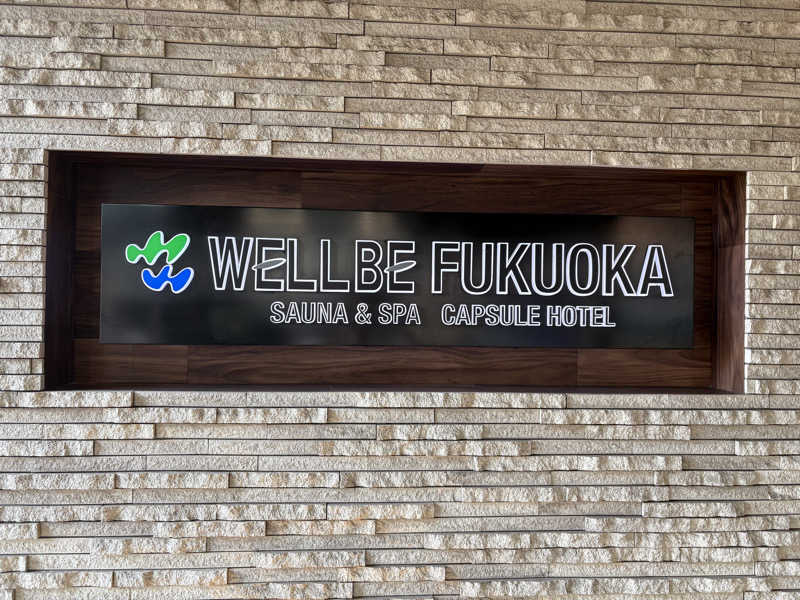 WELLBE FUKUOKA
SAUNA & SPA CAPSULE HOTEL